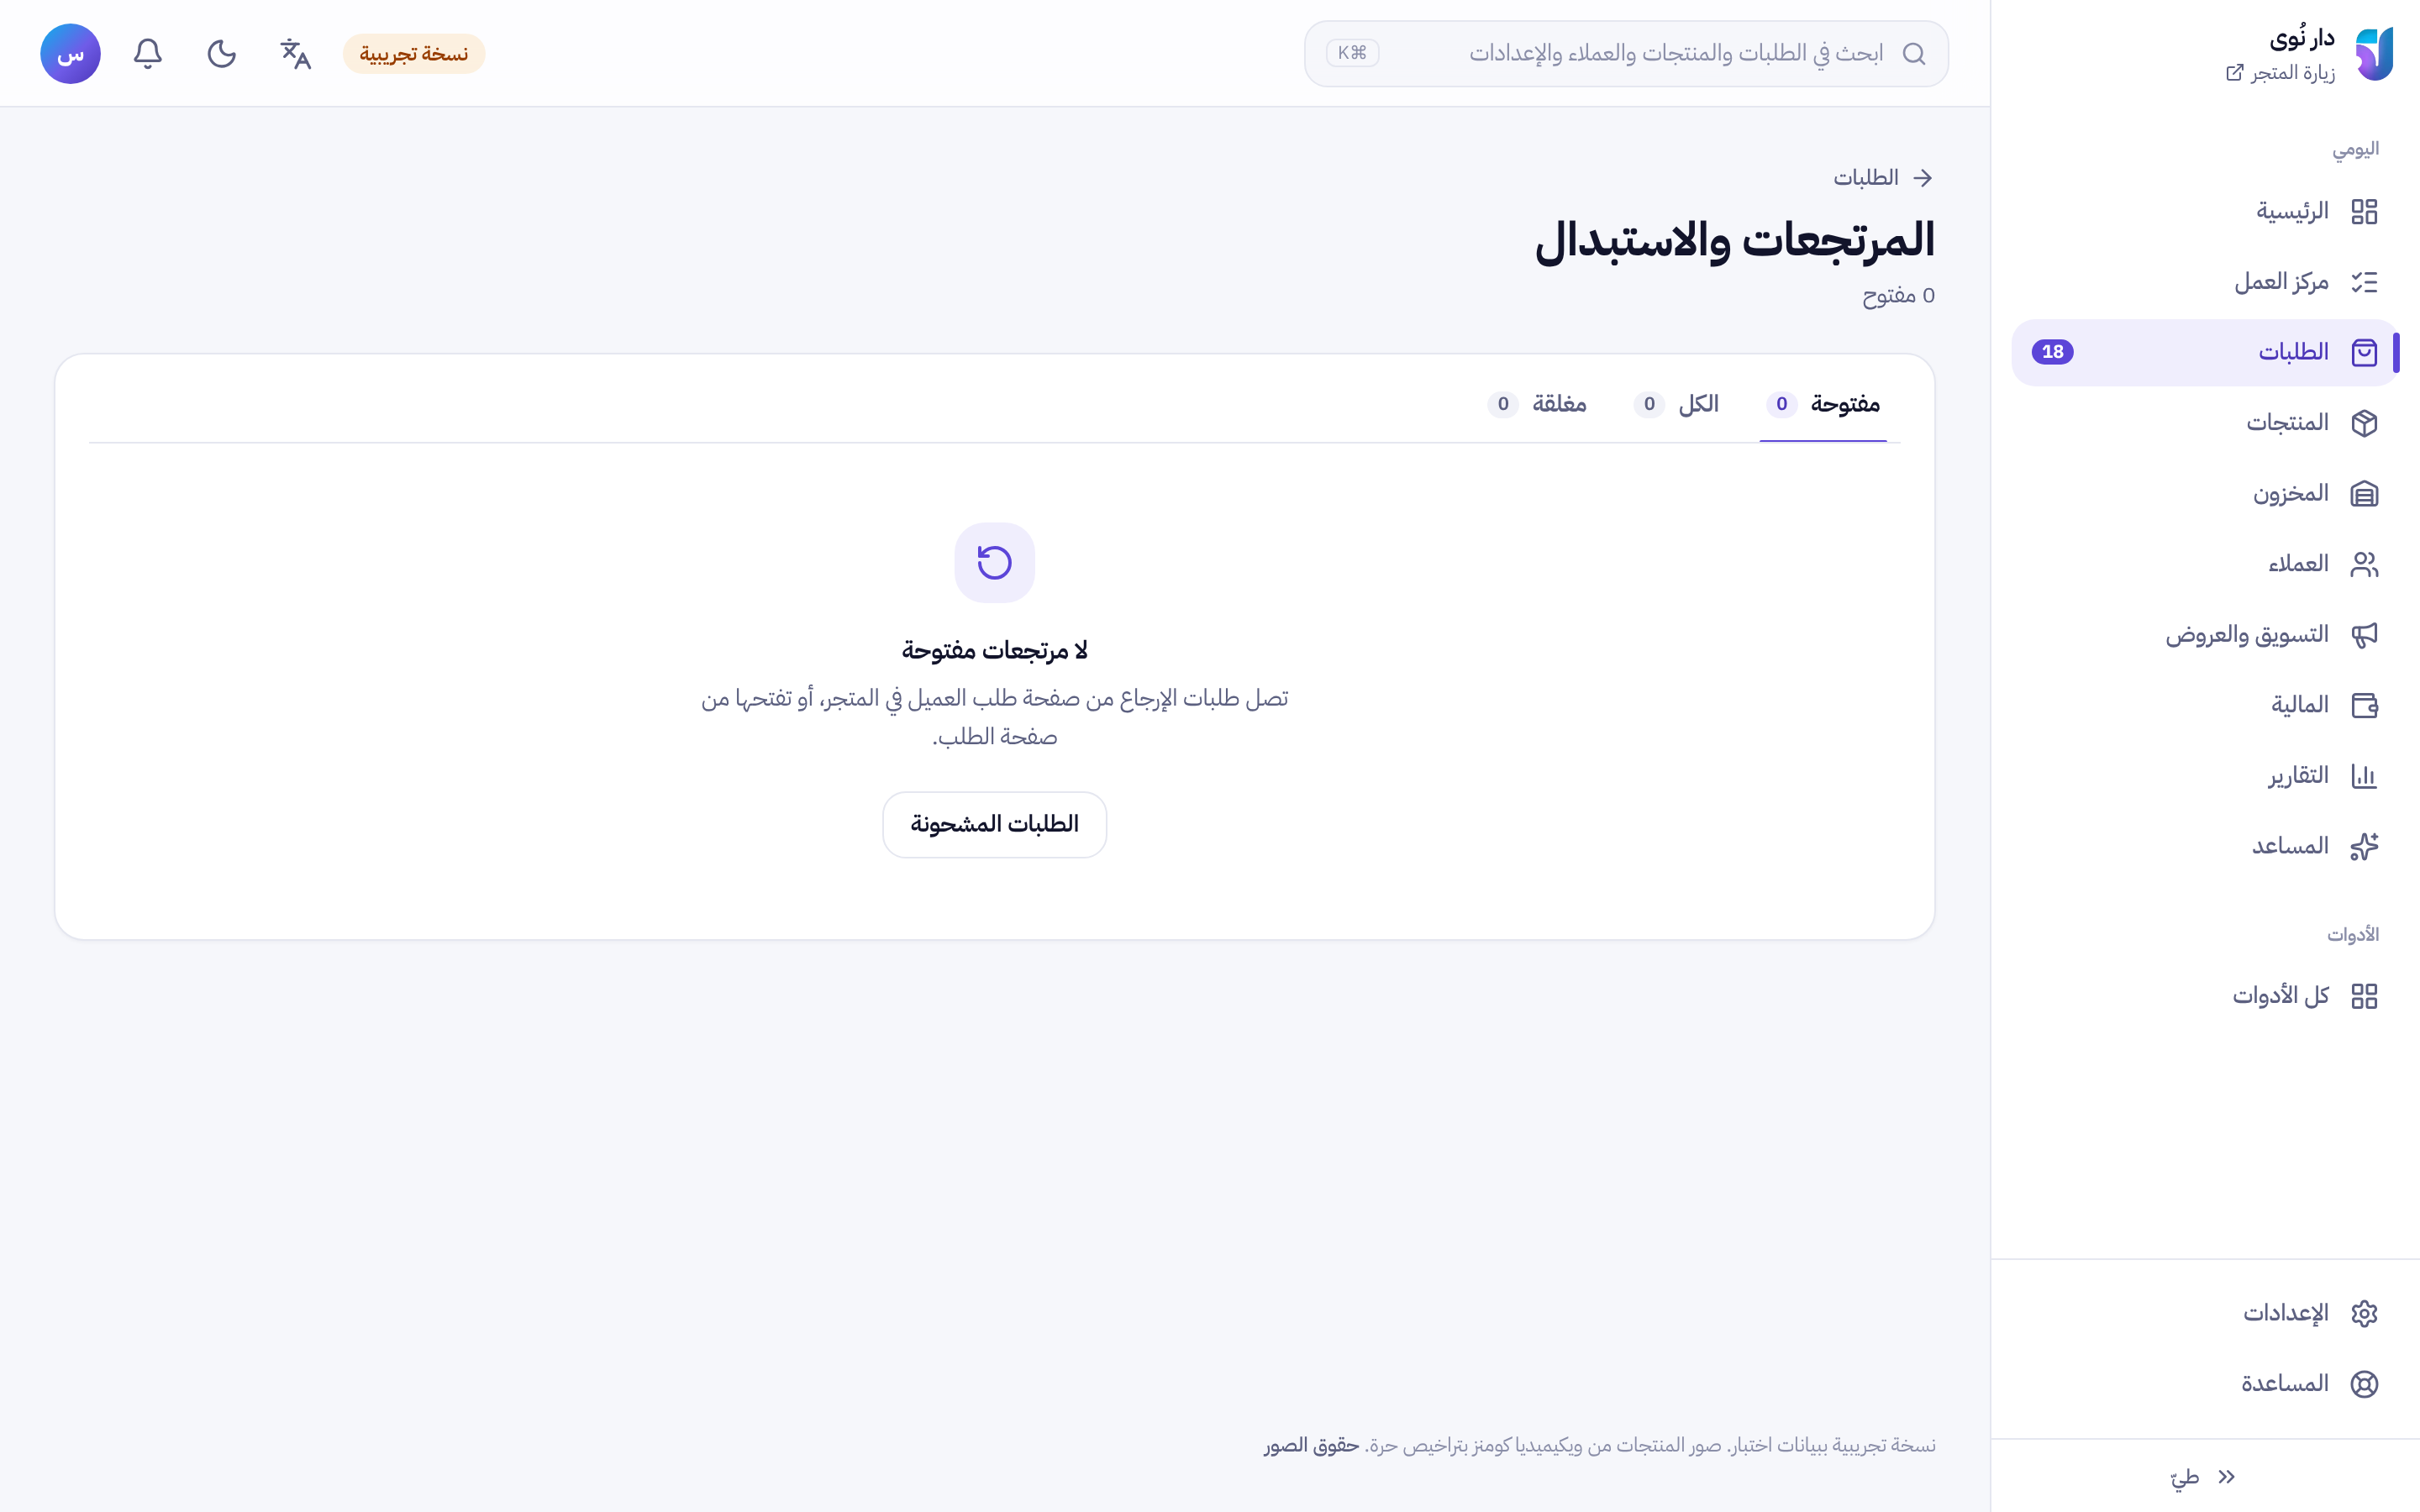 دار نُوى
زيارة المتجر
اليومي
الرئيسية
مركز العمل
الطلبات 18
المنتجات
المخزون
العملاء
التسويق والعروض
المالية
التقارير
المساعد
الأدوات
كل الأدوات
الإعدادات
المساعدة
طيّ
ابحث في الطلبات والمنتجات والعملاء والإعدادات ⌘K
نسخة تجريبية
س
الطلبات
المرتجعات والاستبدال
0 مفتوح
مفتوحة 0 الكل 0 مغلقة 0
لا مرتجعات مفتوحة
تصل طلبات الإرجاع من صفحة طلب العميل في المتجر، أو تفتحها من
صفحة الطلب.
الطلبات المشحونة
نسخة تجريبية ببيانات اختبار. صور المنتجات من ويكيميديا كومنز بتراخيص حرة. حقوق الصور